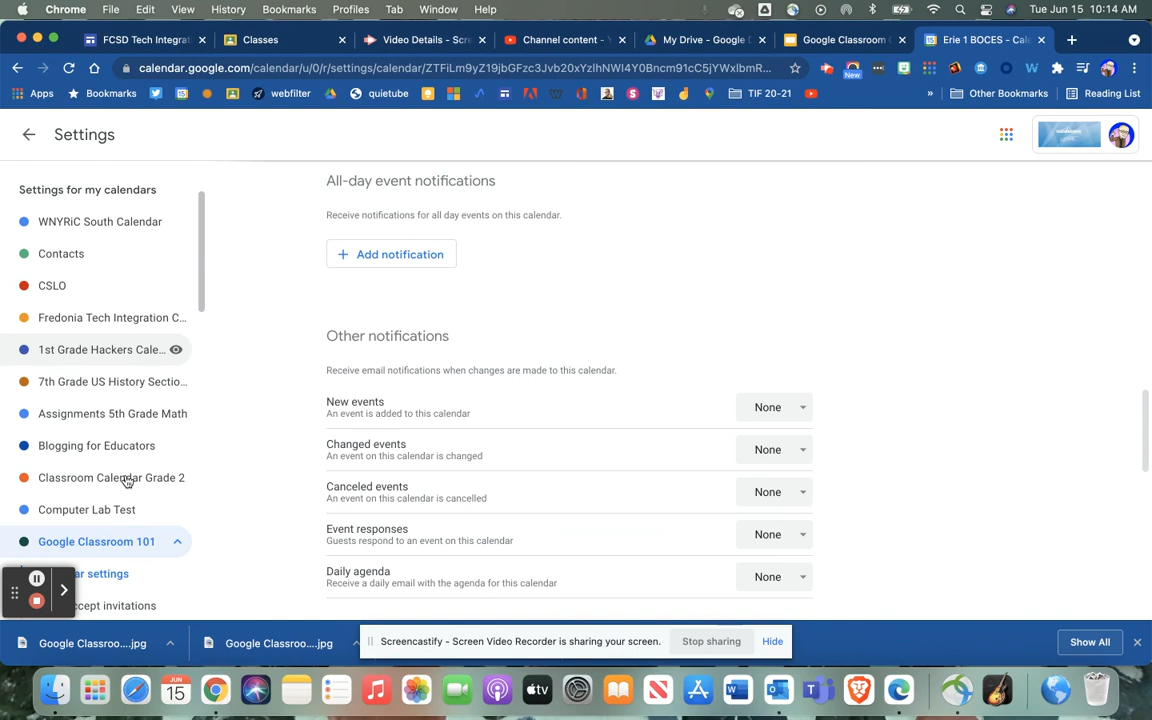 Chrome File Edit View History Bookmarks Profiles Tab Window Help Tue Jun 15 10:14 AM
FCSD Tech Integrat Classes Video Details - Scre Channel content - Y My Drive - Google D Google Classroom Erie 1 BOCES - Cale
calendar.google.com/calendar/u/0/r/settings/calendar/ZTFiLm9yZ19jbGFzc3Jvb20xYzlhNWI4Y0Bncm91cC5jYWxlbmR... New
Apps Bookmarks webfilter quietube TIF 20-21 » Other Bookmarks Reading List
Settings
Settings for my calendars
WNYRiC South Calendar
Contacts
CSLO
Fredonia Tech Integration C...
1st Grade Hackers Cale...
7th Grade US History Sectio...
Assignments 5th Grade Math
Blogging for Educators
Classroom Calendar Grade 2
Computer Lab Test
Google Classroom 101
ar settings
ccept invitations
All-day event notifications
Receive notifications for all day events on this calendar.
+ Add notification
Other notifications
Receive email notifications when changes are made to this calendar.
New events
An event is added to this calendar
None
Changed events
An event on this calendar is changed
None
Canceled events
An event on this calendar is cancelled
None
Event responses
Guests respond to an event on this calendar
None
Daily agenda
Receive a daily email with the agenda for this calendar
None
Google Classroo....jpg Google Classroo....jpg Screencastify - Screen Video Recorder is sharing your screen. Stop sharing Hide Show All
JUN
15
tv